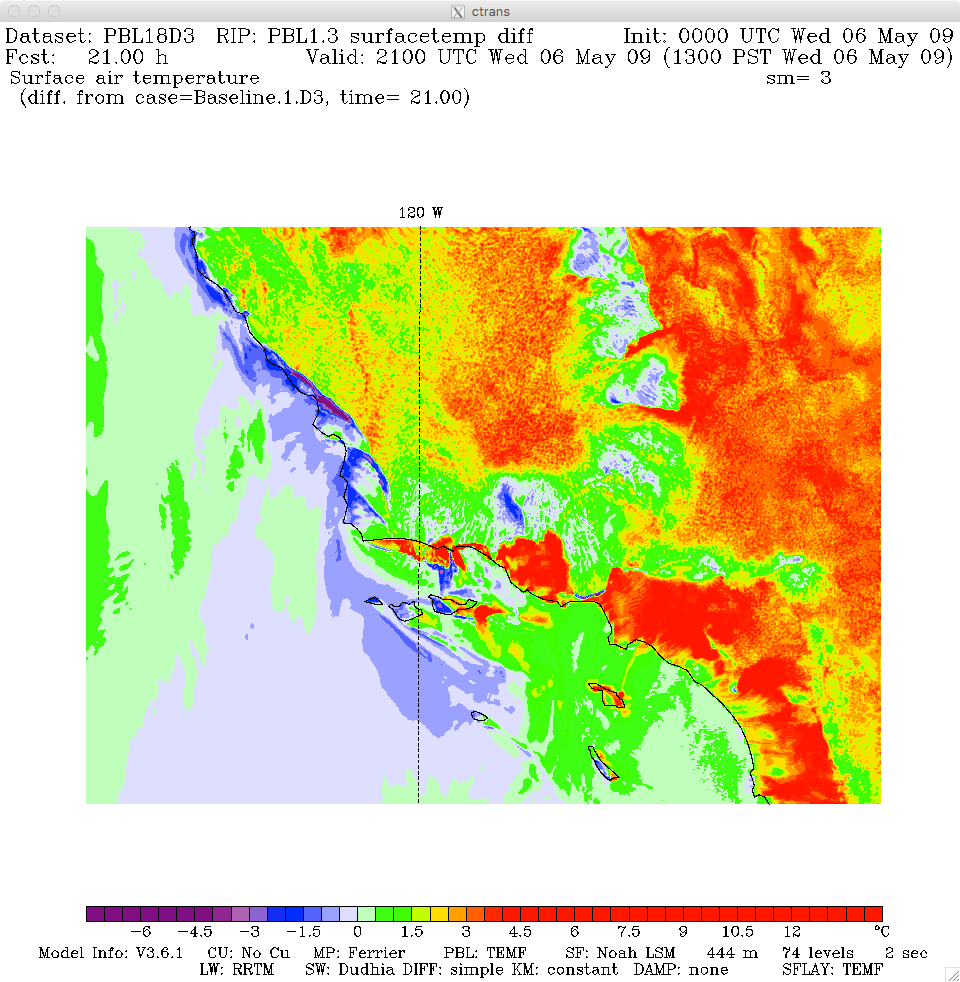 ctrans
Dataset: PBL18D3 RIP: PBL1.3 surfacetemp diff Init: 0000 UTC Wed 06 May 09
Fcst: 21.00 h Valid: 2100 UTC Wed 06 May 09 (1300 PST Wed 06 May 09)
Surface air temperature sm= 3
(diff. from case=Baseline.1.D3, time= 21.00)
120 W
-6 -4.5 -3 -1.5 0 1.5 3 4.5 6 7.5 9 10.5 12 °C
Model Info: V3.6.1 CU: No Cu MP: Ferrier PBL: TEMF SF: Noah LSM 444 m 74 levels 2 sec
LW: RRTM SW: Dudhia DIFF: simple KM: constant DAMP: none SFLAY: TEMF